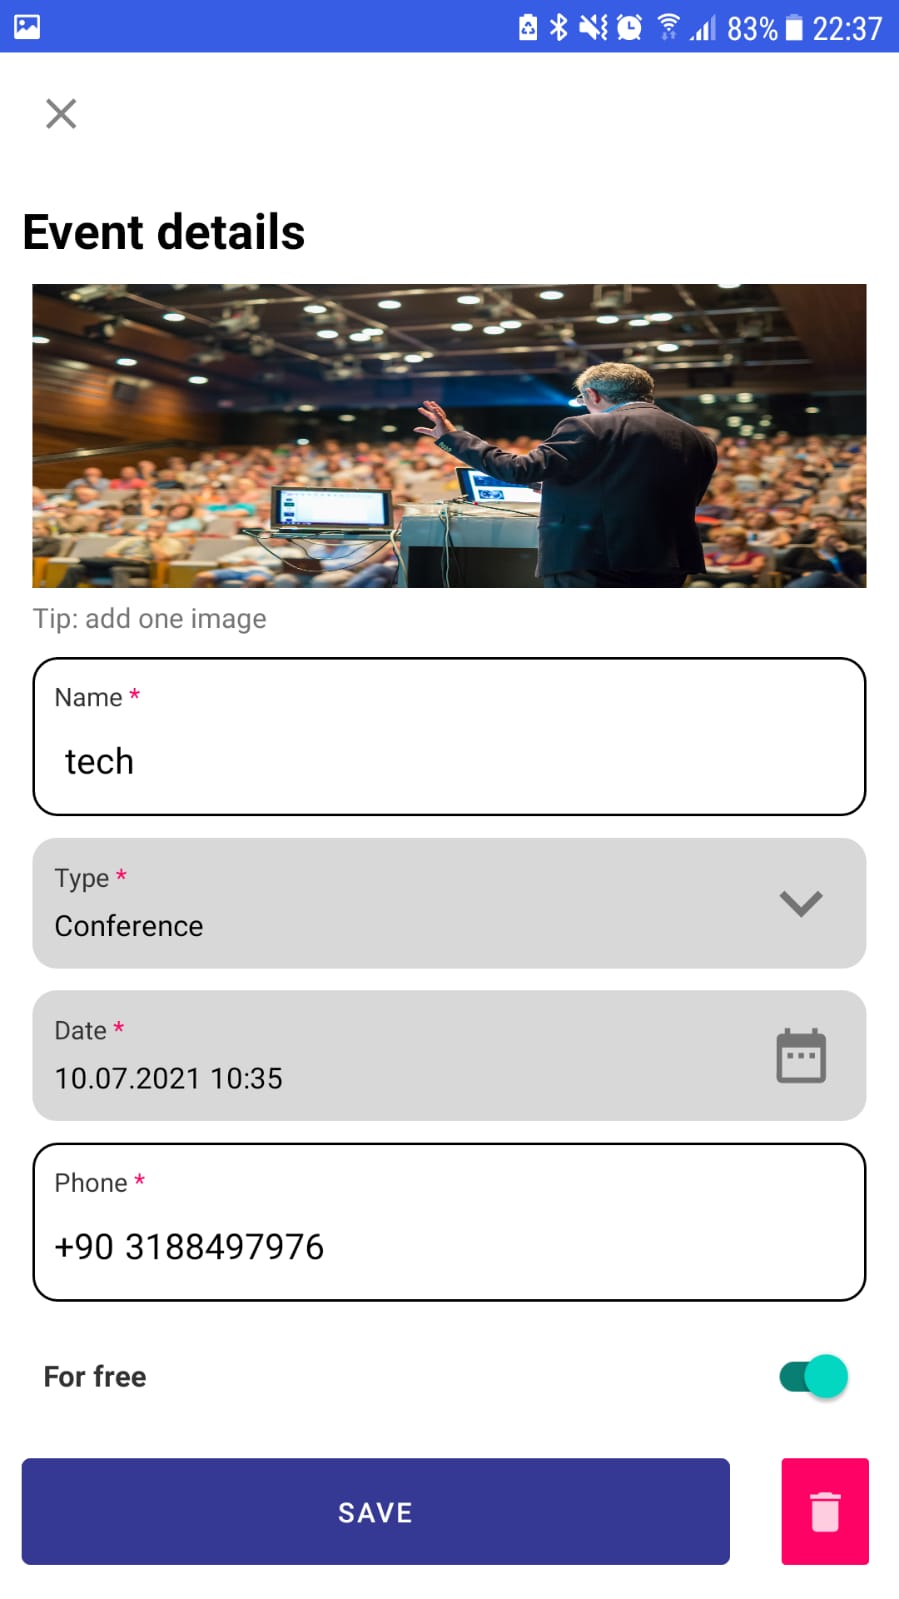 83% 22:37
Event details
Tip: add one image
Name *
tech
Type *
Conference
Date *
10.07.2021 10:35
Phone *
+90 3188497976
For free
SAVE